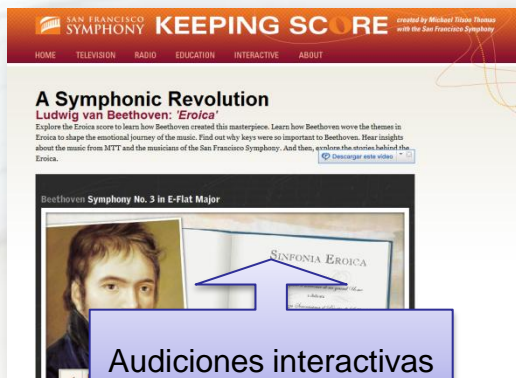 SAN FRANCISCO
SYMPHONY
KEEPING SCORE
created by Michael Tilson Thomas
with the San Francisco Symphony
HOME TELEVISION RADIO EDUCATION INTERACTIVE ABOUT
A Symphonic Revolution
Ludwig van Beethoven: 'Eroica'
Explore the Eroica score to learn how Beethoven created this masterpiece. Learn how Beethoven wove the themes in
Eroica to shape the emotional journey of the music. Find out why keys were so important to Beethoven. Hear insights
about the music from MTT and the musicians of the San Francisco Symphony. And then, explore the stories behind the
Eroica.
Descargar este vídeo
Beethoven Symphony No. 3 in E-Flat Major
SINFONIA EROICA
Audiciones interactivas